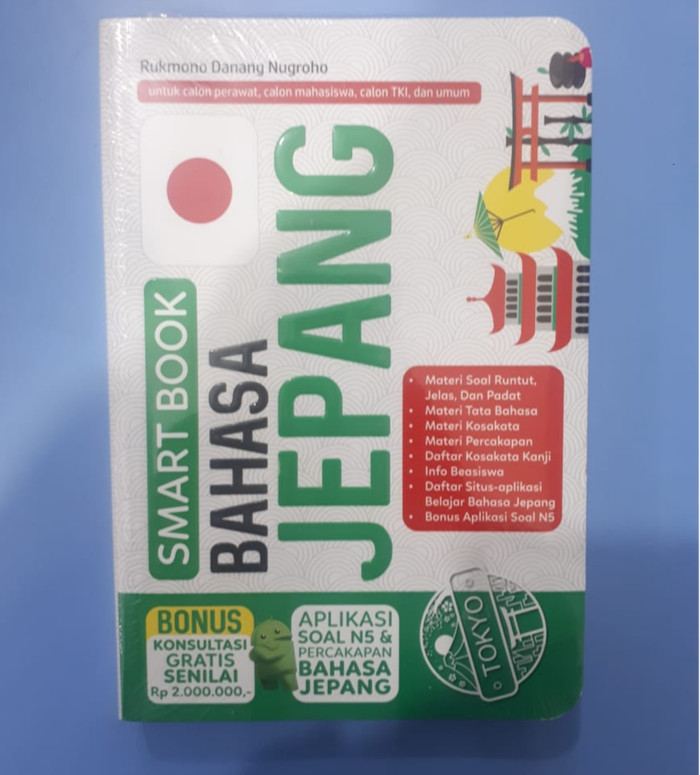 Rukmono Danang Nugroho
untuk calon perawat, calon mahasiswa, calon TKI, dan umum
SMART BOOK
BAHASA
JEPANG
• Materi Soal Runtut,
Jelas, Dan Padat
• Materi Tata Bahasa
• Materi Kosakata
• Materi Percakapan
• Daftar Kosakata Kanji
• Info Beasiswa
• Daftar Situs-aplikasi
Belajar Bahasa Jepang
• Bonus Aplikasi Soal N5
BONUS
KONSULTASI
GRATIS
SENILAI
Rp 2.000.000,-
APLIKASI
SOAL N5 &
PERCAKAPAN
BAHASA
JEPANG
TOKYO